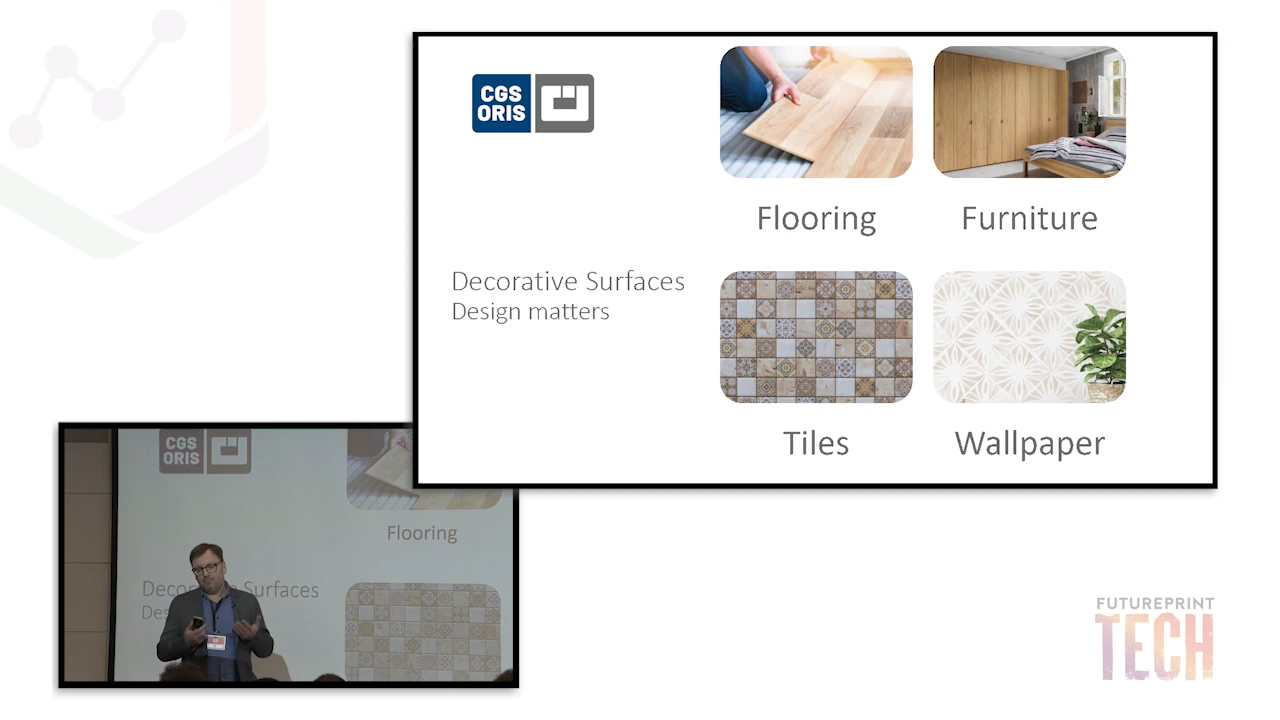 CGS
ORIS
Decorative Surfaces
Design matters
Flooring
Furniture
Tiles
Wallpaper
CGS
ORIS
Flooring
Surfaces
FUTUREPRINT
TECH